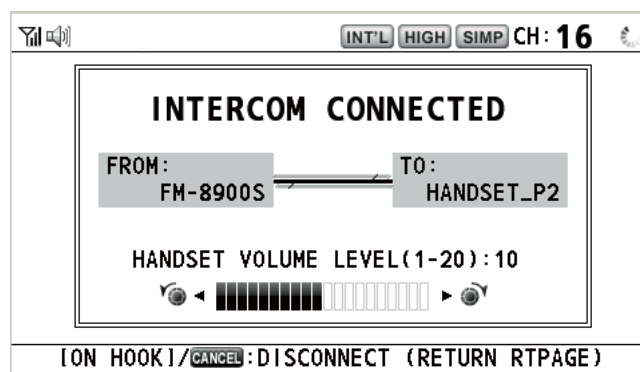 INT'L HIGH SIMP CH: 16
INTERCOM CONNECTED
FROM: TO:
FM-8900S HANDSET_P2
HANDSET VOLUME LEVEL(1-20):10
[ON HOOK]/CANCEL:DISCONNECT (RETURN RTPAGE)